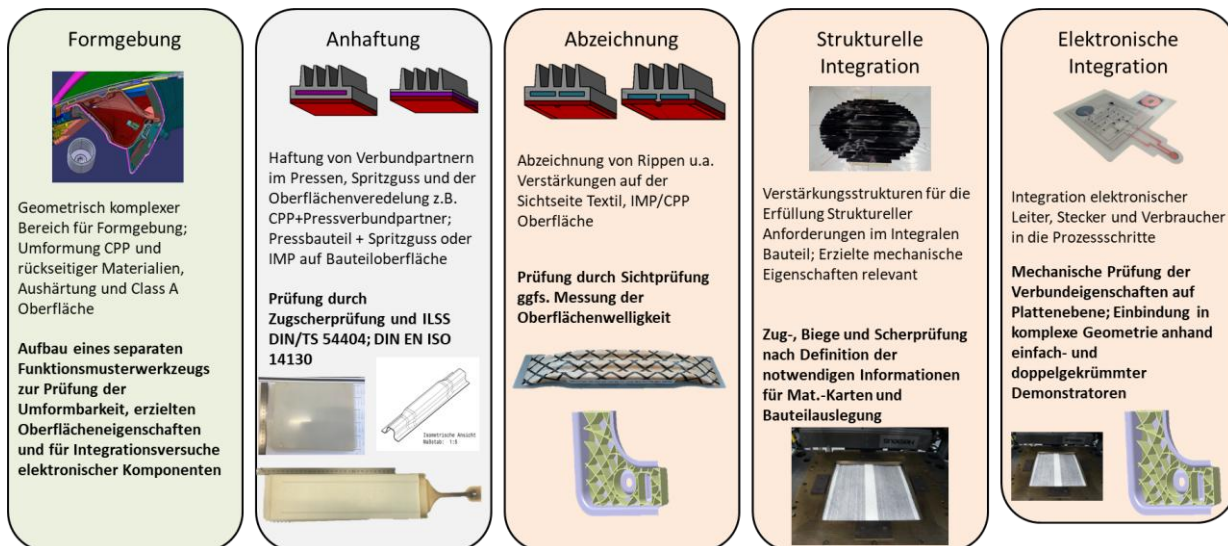 Formgebung
Geometrisch komplexer
Bereich für Formgebung;
Umformung CPP und
rückseitiger Materialien,
Aushärtung und Class A
Oberfläche
Aufbau eines separaten
Funktionsmusterwerkzeugs
zur Prüfung der
Umformbarkeit, erzielten
Oberflächeneigenschaften
und für Integrationsversuche
elektronischer Komponenten
Anhaftung
Haftung von Verbundpartnern
im Pressen, Spritzguss und der
Oberflächenveredelung z.B.
CPP+Pressverbundpartner;
Pressbauteil + Spritzguss oder
IMP auf Bauteiloberfläche
Prüfung durch
Zugscherprüfung und ILSS
DIN/TS 54404; DIN EN ISO
14130
Isometrische Ansicht
Maßstab: 1:5
Abzeichnung
Abzeichnung von Rippen u.a.
Verstärkungen auf der
Sichtseite Textil, IMP/CPP
Oberfläche
Prüfung durch Sichtprüfung
ggfs. Messung der
Oberflächenwelligkeit
Strukturelle
Integration
Verstärkungsstrukturen für die
Erfüllung Struktureller
Anforderungen im Integralen
Bauteil; Erzielte mechanische
Eigenschaften relevant
Zug-, Biege und Scherprüfung
nach Definition der
notwendigen Informationen
für Mat.-Karten und
Bauteilauslegung
Elektronische
Integration
Integration elektronischer
Leiter, Stecker und Verbraucher
in die Prozessschritte
Mechanische Prüfung der
Verbundeigenschaften auf
Plattenebene; Einbindung in
komplexe Geometrie anhand
einfach- und
doppelgekrümmter
Demonstratoren